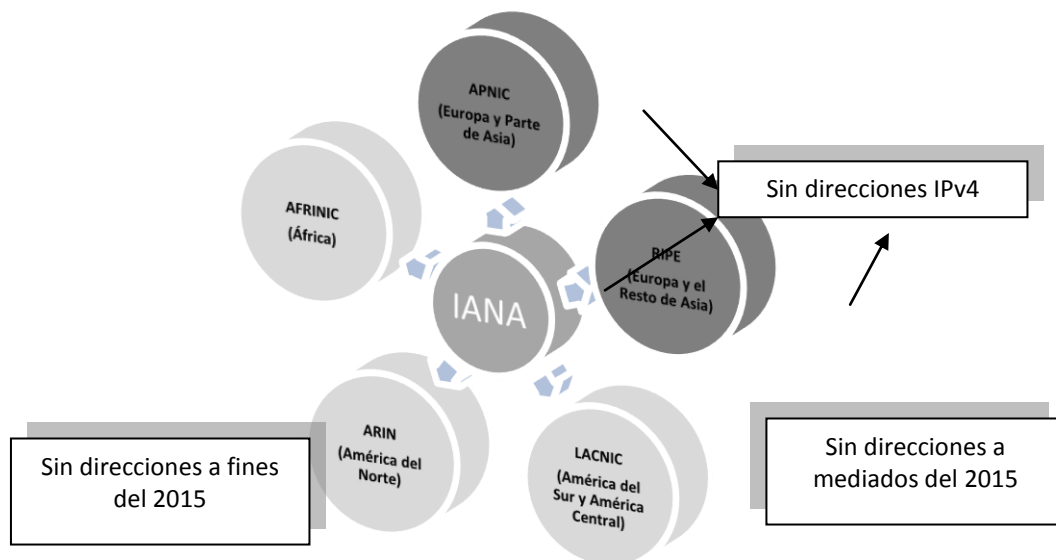 APNIC
(Europa y Parte
de Asia)
Sin direcciones IPv4
AFRINIC
(África)
RIPE
(Europa y el
Resto de Asia)
IANA
ARIN
(América del
Norte)
LACNIC
(América del
Sur y América
Central)
Sin direcciones a fines
del 2015
Sin direcciones a
mediados del 2015